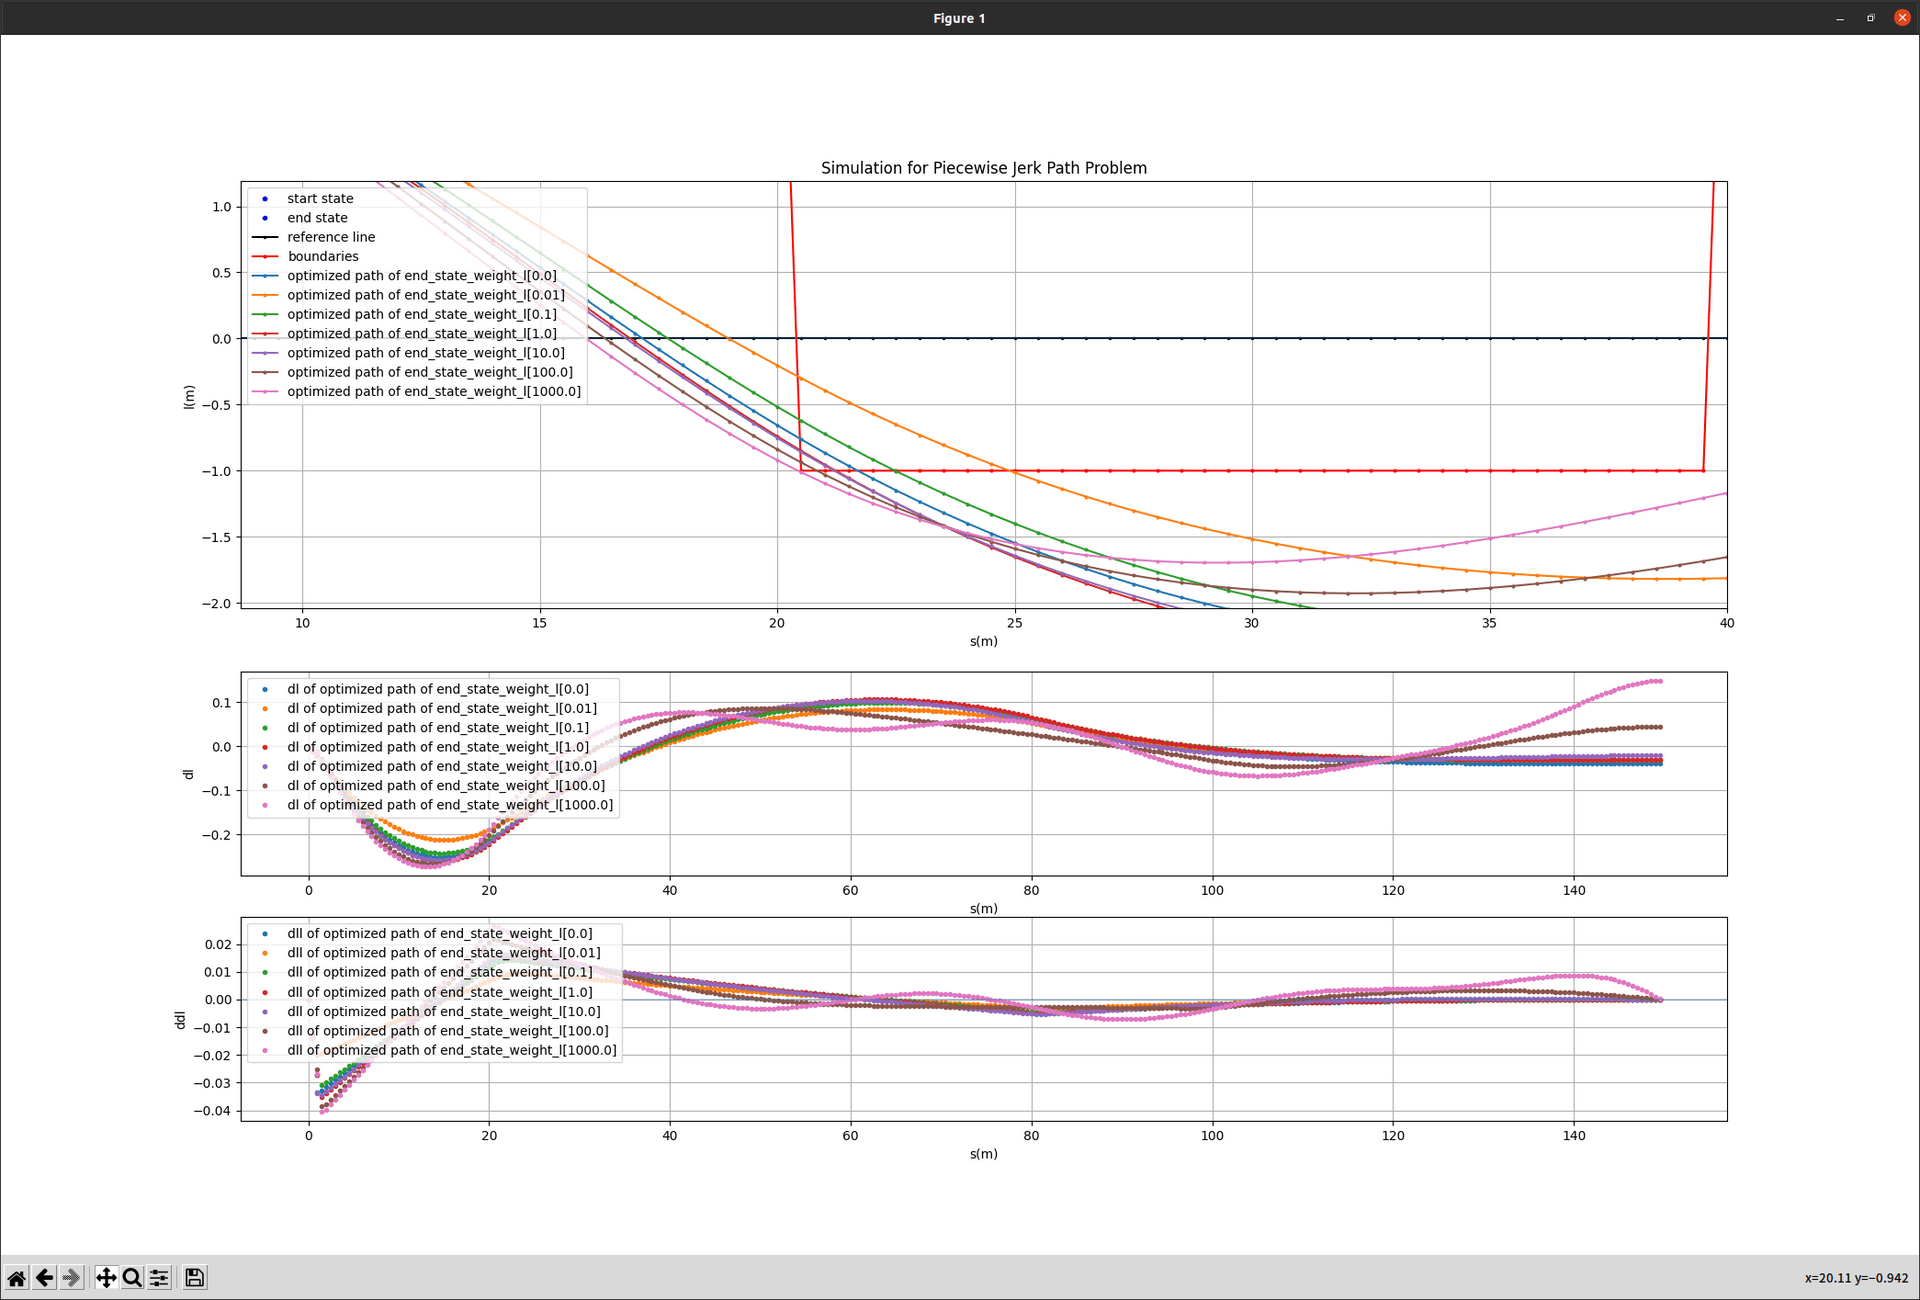 Figure 1
Simulation for Piecewise Jerk Path Problem
start state
end state
reference line
boundaries
optimized path of end_state_weight_l[0.0]
optimized path of end_state_weight_l[0.01]
optimized path of end_state_weight_l[0.1]
optimized path of end_state_weight_l[1.0]
optimized path of end_state_weight_l[10.0]
optimized path of end_state_weight_l[100.0]
optimized path of end_state_weight_l[1000.0]
l(m)
1.0
0.5
0.0
−0.5
−1.0
−1.5
−2.0
10 15 20 25 30 35 40
s(m)
dl of optimized path of end_state_weight_l[0.0]
dl of optimized path of end_state_weight_l[0.01]
dl of optimized path of end_state_weight_l[0.1]
dl of optimized path of end_state_weight_l[1.0]
dl of optimized path of end_state_weight_l[10.0]
dl of optimized path of end_state_weight_l[100.0]
dl of optimized path of end_state_weight_l[1000.0]
dl
0.1
0.0
−0.1
−0.2
0 20 40 60 80 100 120 140
s(m)
dll of optimized path of end_state_weight_l[0.0]
dll of optimized path of end_state_weight_l[0.01]
dll of optimized path of end_state_weight_l[0.1]
dll of optimized path of end_state_weight_l[1.0]
dll of optimized path of end_state_weight_l[10.0]
dll of optimized path of end_state_weight_l[100.0]
dll of optimized path of end_state_weight_l[1000.0]
ddl
0.02
0.01
0.00
−0.01
−0.02
−0.03
−0.04
0 20 40 60 80 100 120 140
s(m)
x=20.11 y=−0.942